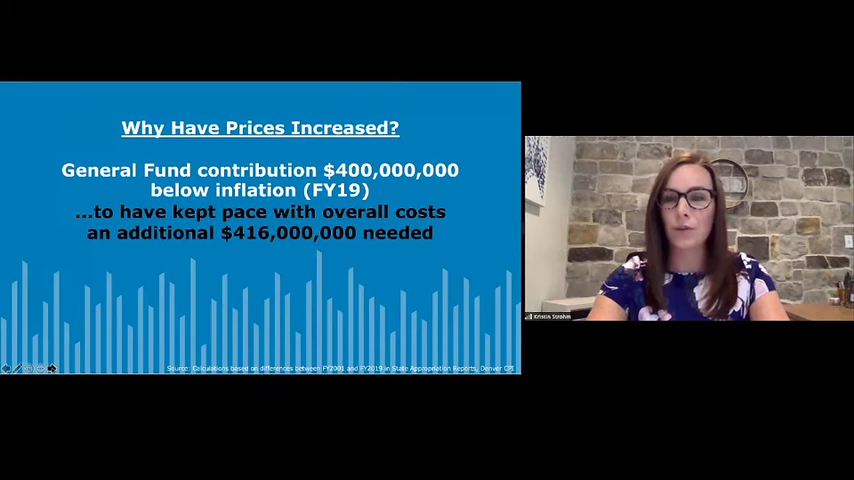 Why Have Prices Increased?
General Fund contribution $400,000,000
below inflation (FY19)
...to have kept pace with overall costs
an additional $416,000,000 needed
Source: Calculations based on differences between FY2001 and FY2019 in State Appropriation Reports, Denver CPI
Kristin Strohm